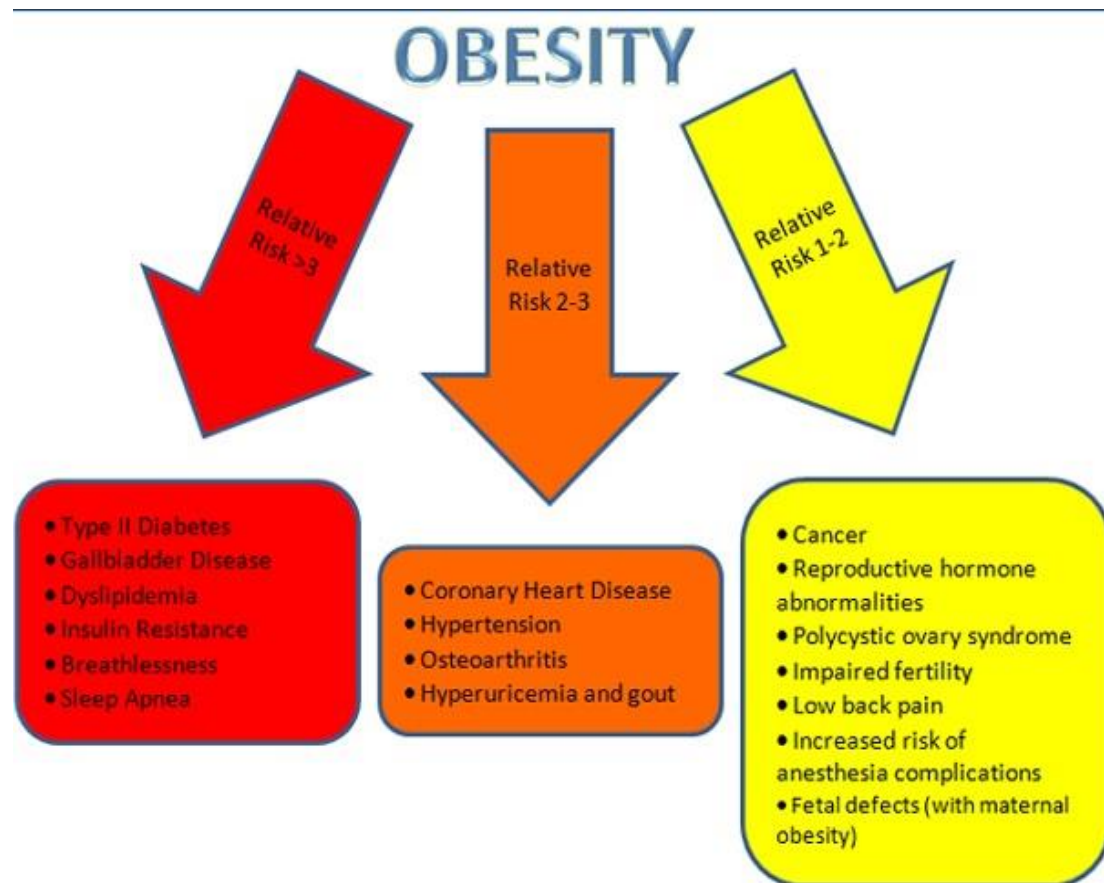 OBESITY
Relative
Risk >3
Relative
Risk 2-3
Relative
Risk 1-2
• Type II Diabetes
• Gallbladder Disease
• Dyslipidemia
• Insulin Resistance
• Breathlessness
• Sleep Apnea
• Coronary Heart Disease
• Hypertension
• Osteoarthritis
• Hyperuricemia and gout
• Cancer
• Reproductive hormone
abnormalities
• Polycystic ovary syndrome
• Impaired fertility
• Low back pain
• Increased risk of
anesthesia complications
• Fetal defects (with maternal
obesity)